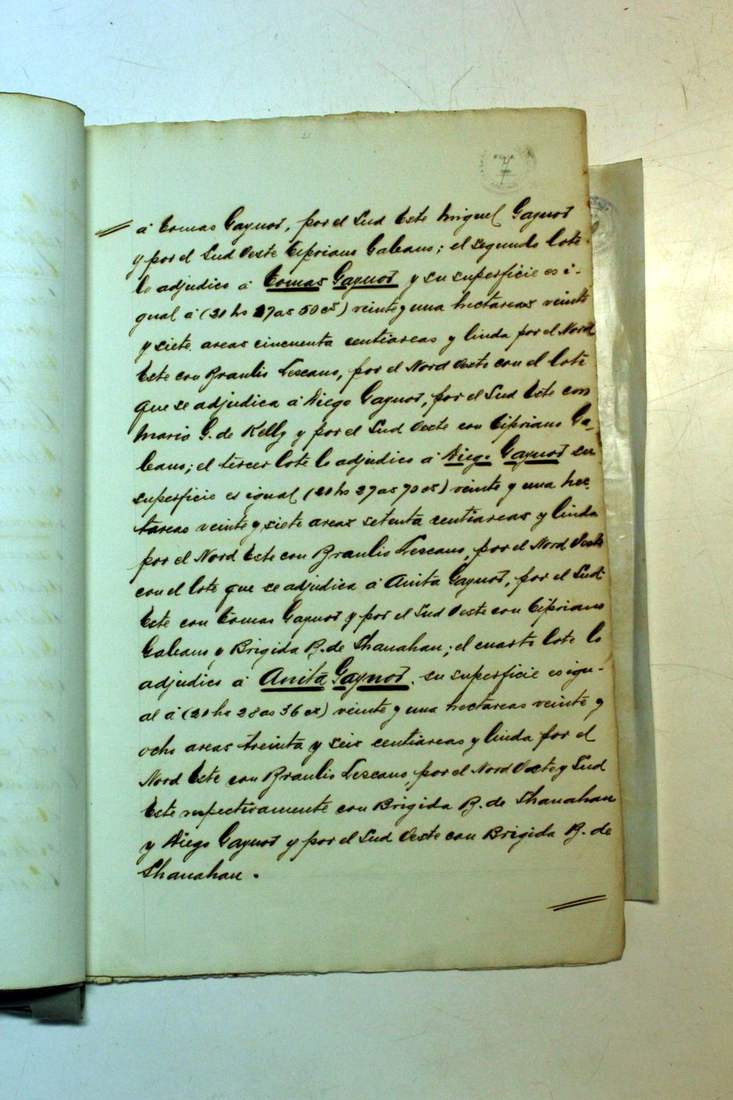 á Tomas Gaynor, por el Sud Este Miguel Gaynor
y por el Sud Oeste Cipriano Galeano; el segundo lote
lo adjudico á Tomas Gaynor y su superficie es i-
gual á (21 hs 27 as 50 cs) veinte y una hectareas veinte
y siete areas cincuenta centiareas y linda por el Nord
Este con Braulio Lescano, por el Nord Oeste con el lote
que se adjudica á Diego Gaynor, por el Sud Este con
Maria G. de Kelly y por el Sud Oeste con Cipriano Ga-
leano; el tercer lote lo adjudico á Diego Gaynor su
superficie es igual (21 hs 27 as 70 cs) veinte y una hec
tareas veinte y siete areas setenta centiareas y linda
por el Nord Este con Braulio Lescano, por el Nord Oeste
con el lote que se adjudica á Anita Gaynor, por el Sud
Este con Tomas Gaynor y por el Sud Oeste con Cipriano
Galeano y Brigida R. de Shanahan; el cuarto lote lo
adjudico á Anita Gaynor, su superficie es igu-
al á (21 hs 28 as 36 cs) veinte y una hectareas veinte y
ocho areas treinta y seis centiareas y linda por el
Nord Este con Braulio Lescano por el Nord Oeste y Sud
Este respectivamente con Brigida R. de Shanahan
y Diego Gaynor y por el Sud Oeste con Brigida R. de
Shanahan.